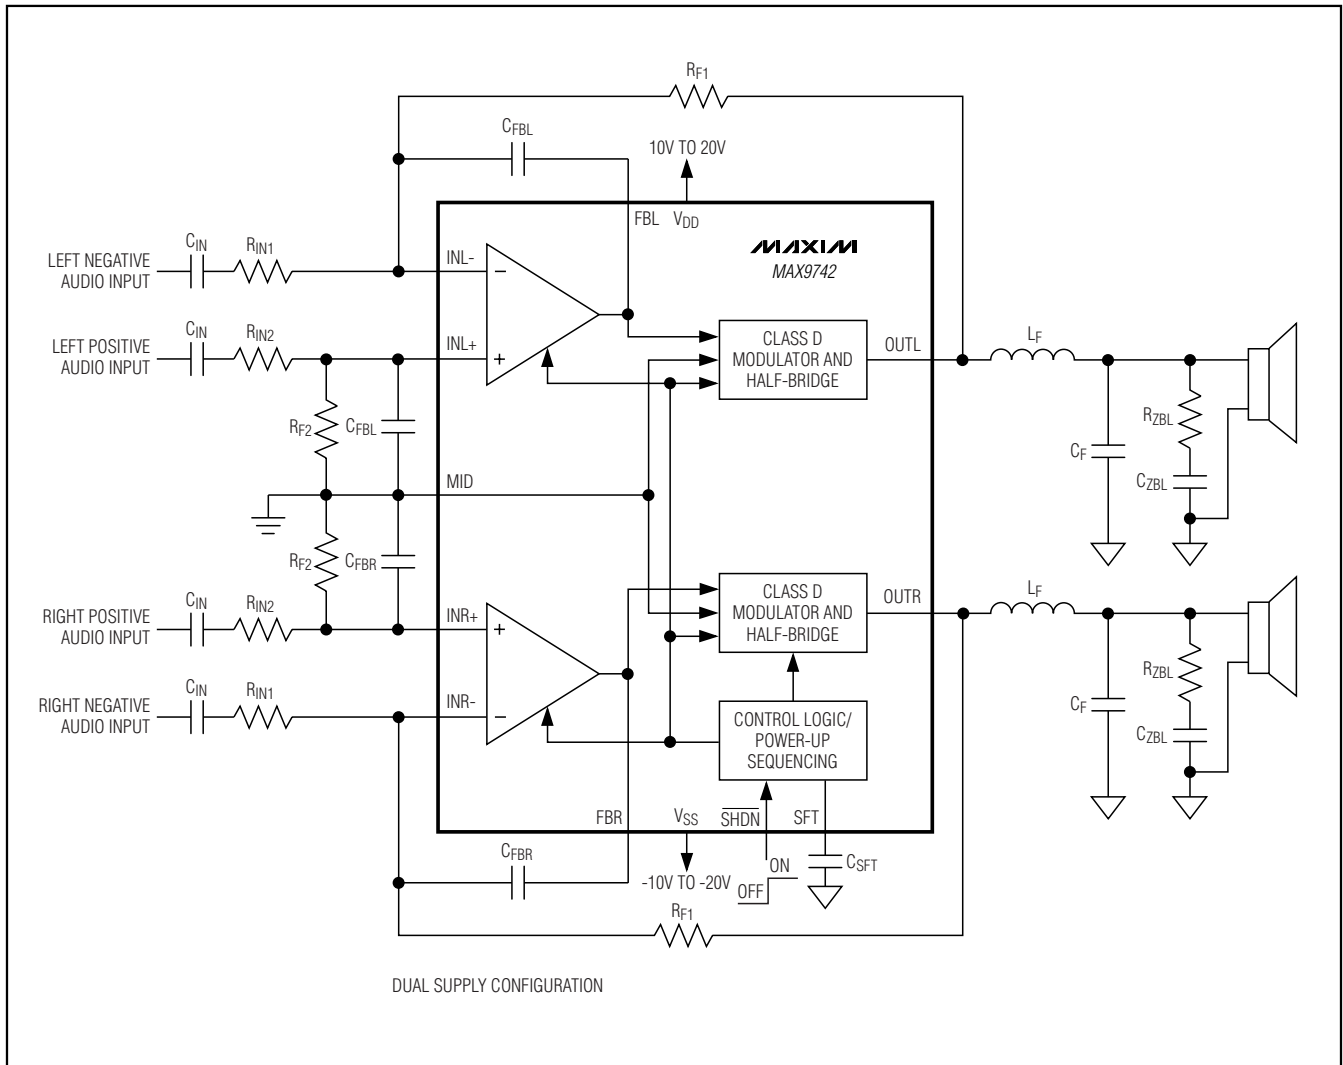 RF1
CFBL
10V TO 20V
FBL VDD
MAXIM
MAX9742
CIN
RIN1
LEFT NEGATIVE
AUDIO INPUT
INL-
−
CIN
RIN2
LEFT POSITIVE
AUDIO INPUT
INL+
+
CLASS D
MODULATOR AND
HALF-BRIDGE
OUTL
LF
RF2
CFBL
CF
RZBL
CZBL
MID
RF2
CFBR
CIN
RIN2
RIGHT POSITIVE
AUDIO INPUT
INR+
+
CLASS D
MODULATOR AND
HALF-BRIDGE
OUTR
LF
CIN
RIN1
RIGHT NEGATIVE
AUDIO INPUT
INR-
−
CONTROL LOGIC/
POWER-UP
SEQUENCING
CF
RZBL
CZBL
FBR
VSS
SHDN
SFT
CFBR
-10V TO -20V
ON
OFF
CSFT
RF1
DUAL SUPPLY CONFIGURATION